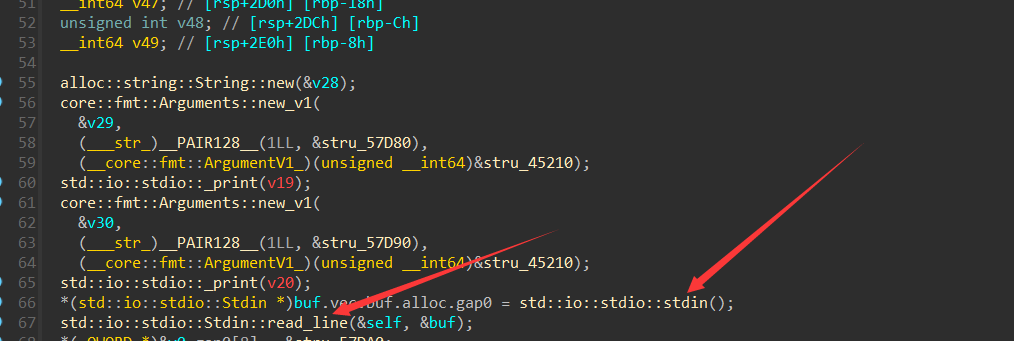 51 __int64 v47; // [rsp+2D0h] [rbp-18h]
52 unsigned int v48; // [rsp+2DCh] [rbp-Ch]
53 __int64 v49; // [rsp+2E0h] [rbp-8h]
54
55 alloc::string::String::new(&v28);
56 core::fmt::Arguments::new_v1(
57 &v29,
58 (___str_)__PAIR128__(1LL, &stru_57D80),
59 (__core::fmt::ArgumentV1_)(unsigned __int64)&stru_45210);
60 std::io::stdio::_print(v19);
61 core::fmt::Arguments::new_v1(
62 &v30,
63 (___str_)__PAIR128__(1LL, &stru_57D90),
64 (__core::fmt::ArgumentV1_)(unsigned __int64)&stru_45210);
65 std::io::stdio::_print(v20);
66 *(std::io::stdio::Stdin *)buf.vec.buf.alloc.gap0 = std::io::stdio::stdin();
67 std::io::stdio::Stdin::read_line(&self, &buf);